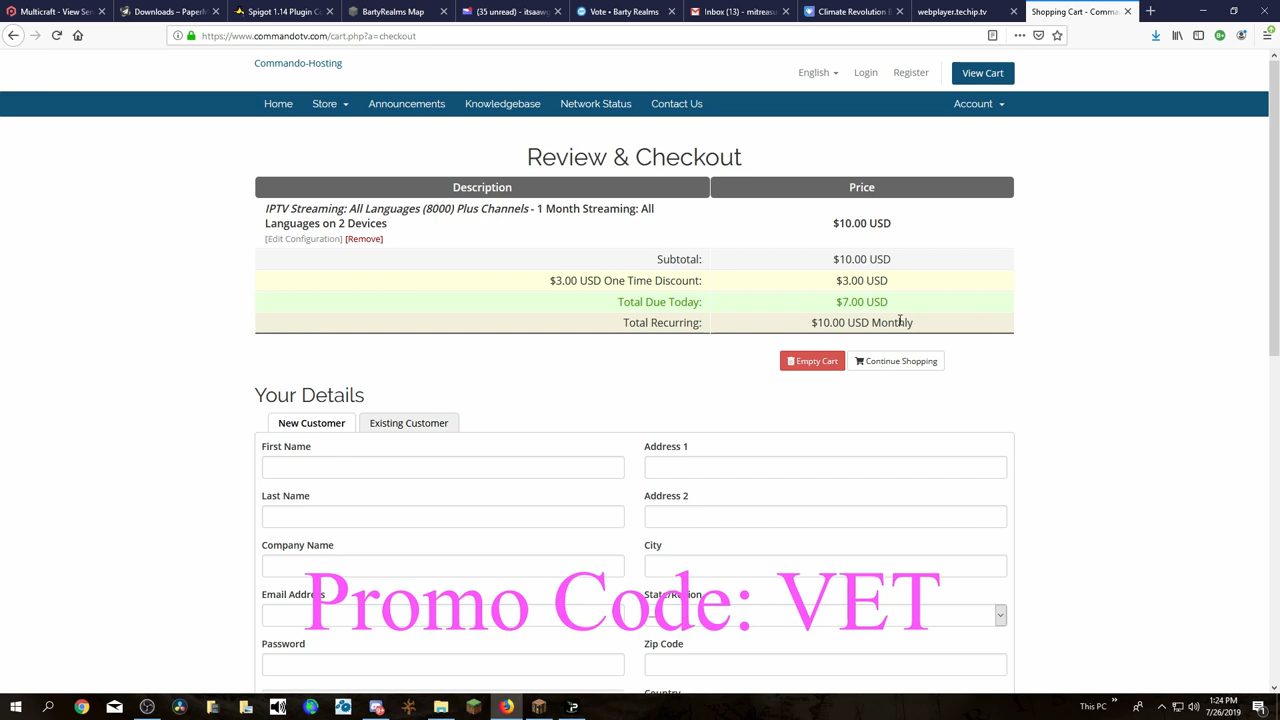 Multicraft - View Ser
Downloads – PaperM
Spigot 1.14 Plugin C
BartyRealms Map
(35 unread) - itsaawg
Vote • Barty Realms
Inbox (13) - mitreasu
Climate Revolution B
webplayer.techip.tv
Shopping Cart - Comma
https://www.commandotv.com/cart.php?a=checkout
Commando-Hosting
English
Login
Register
View Cart
Home
Store
Announcements
Knowledgebase
Network Status
Contact Us
Account
Review & Checkout
Description
Price
IPTV Streaming: All Languages (8000) Plus Channels - 1 Month Streaming: All
Languages on 2 Devices
$10.00 USD
[Edit Configuration] [Remove]
Subtotal:
$10.00 USD
$3.00 USD One Time Discount:
$3.00 USD
Total Due Today:
$7.00 USD
Total Recurring:
$10.00 USD Monthly
Empty Cart
Continue Shopping
Your Details
New Customer
Existing Customer
First Name
Address 1
Last Name
Address 2
Company Name
City
Email Address
State/Region
Promo Code: VET
Password
Zip Code
Country
This PC
1:24 PM
7/26/2019